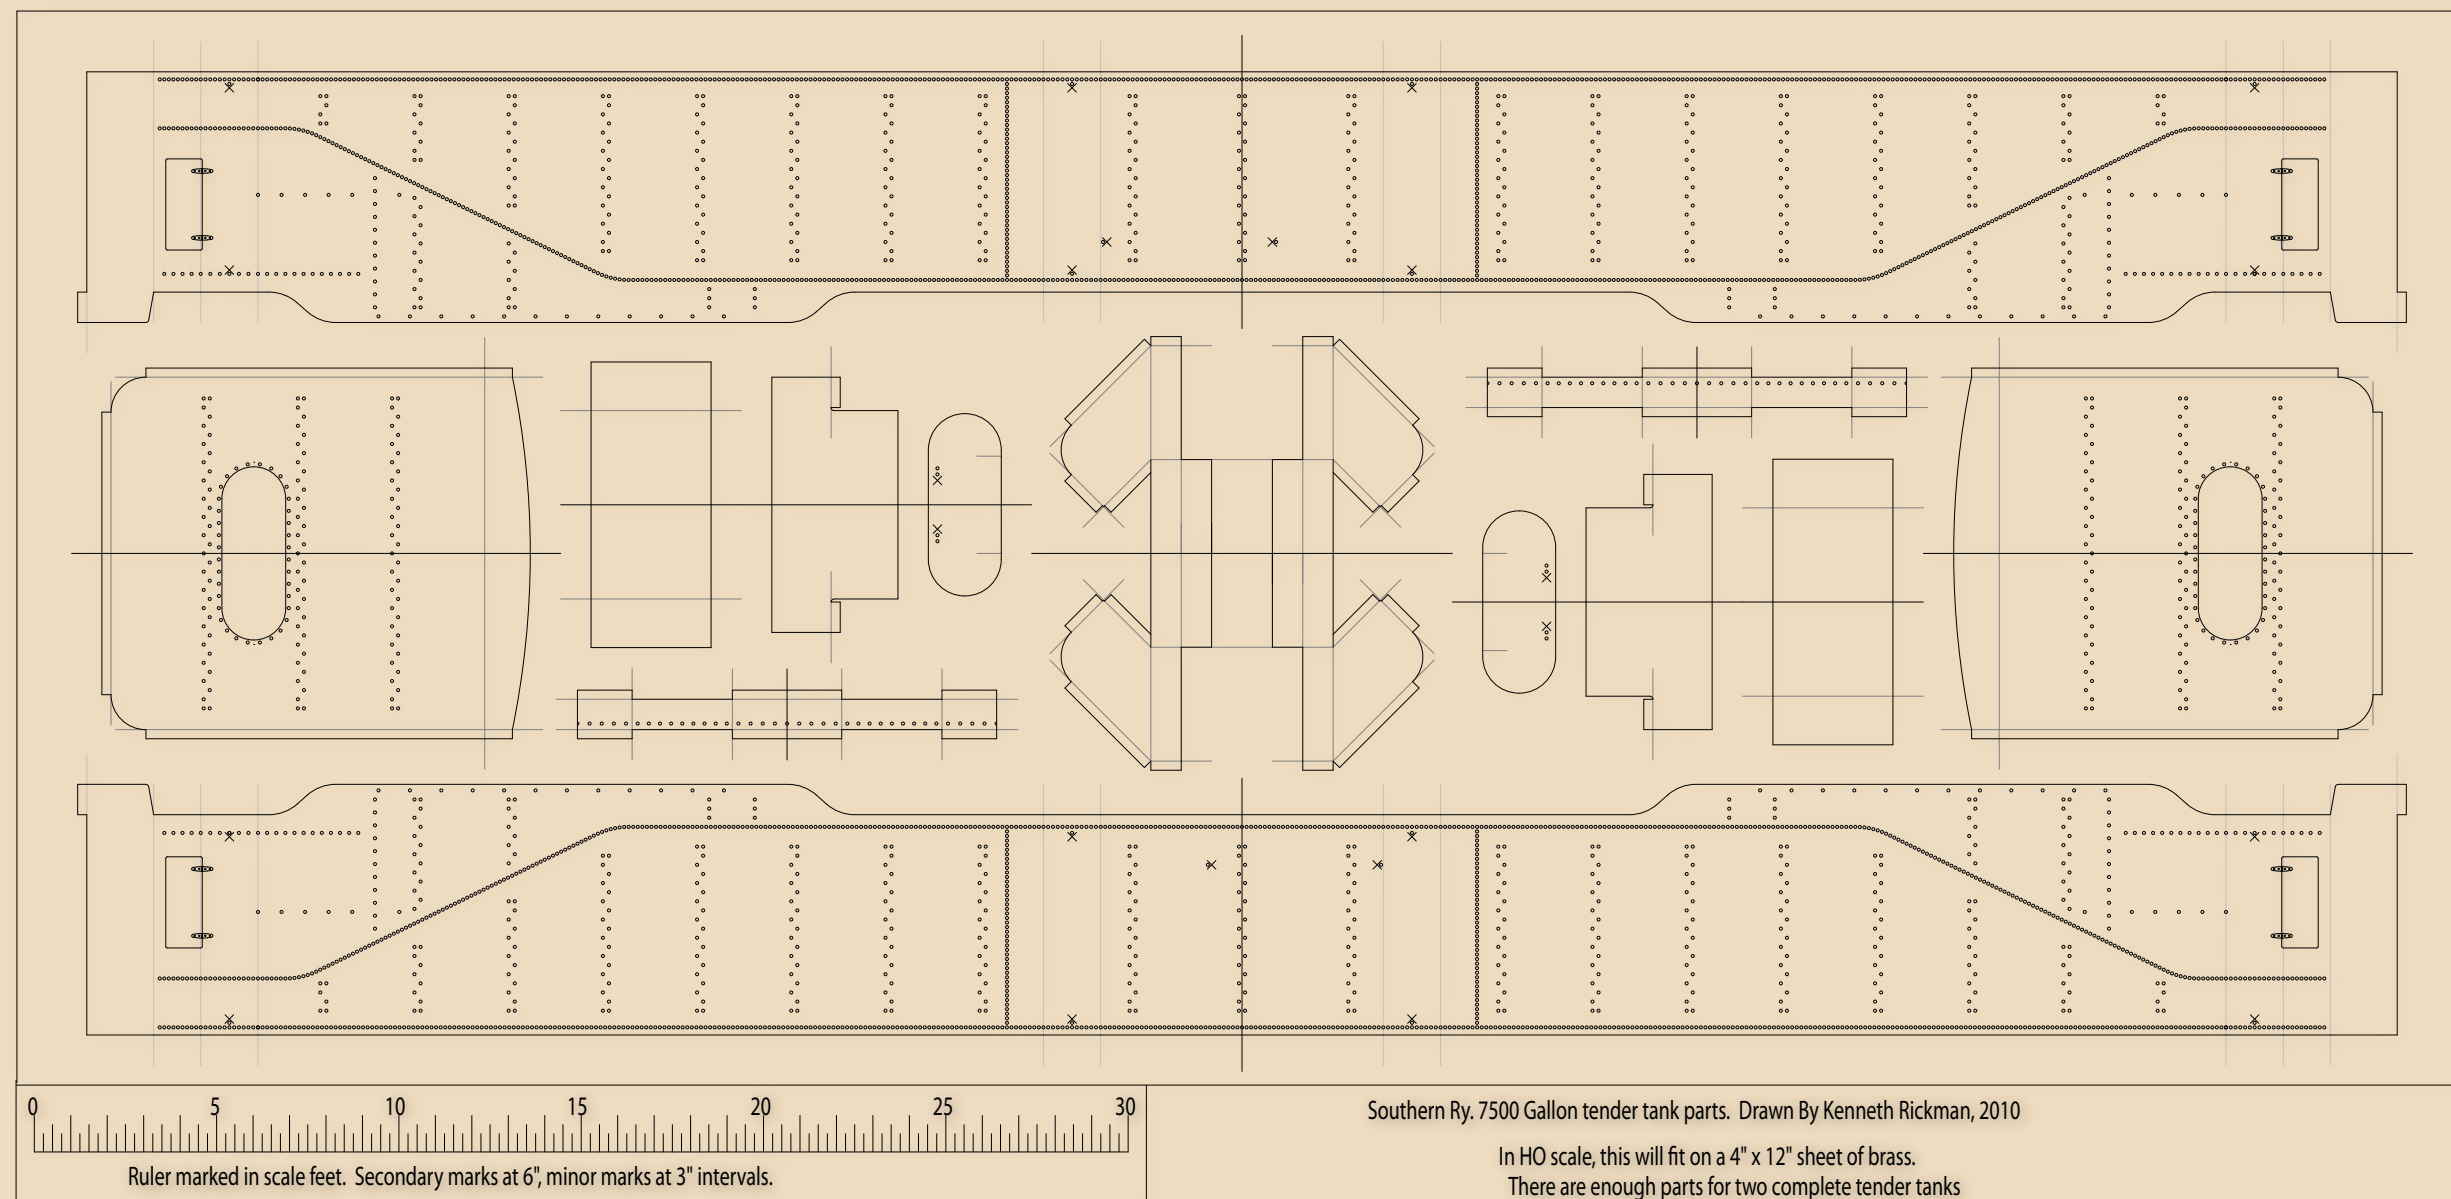 0 5 10 15 20 25 30
Ruler marked in scale feet. Secondary marks at 6", minor marks at 3" intervals.
Southern Ry. 7500 Gallon tender tank parts. Drawn By Kenneth Rickman, 2010
In HO scale, this will fit on a 4" x 12" sheet of brass.
There are enough parts for two complete tender tanks